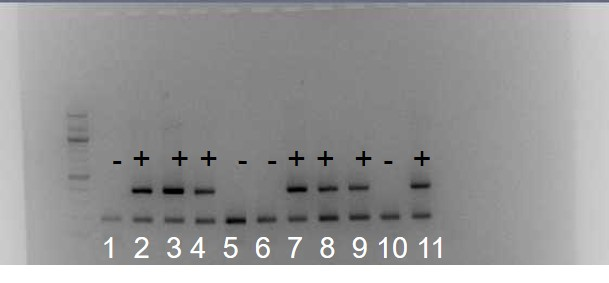 - + + + - - + + + - +
1 2 3 4 5 6 7 8 9 10 11